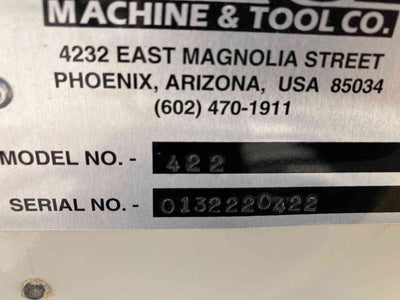 MACHINE & TOOL CO.
4232 EAST MAGNOLIA STREET
PHOENIX, ARIZONA, USA 85034
(602) 470-1911
MODEL NO. - 422
SERIAL NO. - 0132220422